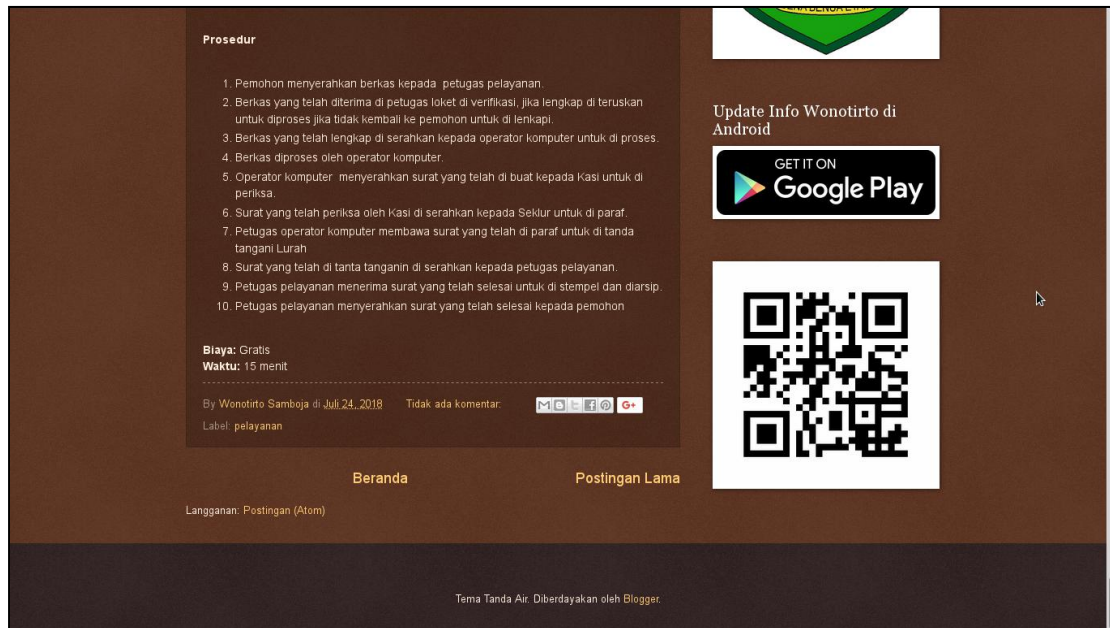 Prosedur
1. Pemohon menyerahkan berkas kepada petugas pelayanan.
2. Berkas yang telah diterima di petugas loket di verifikasi, jika lengkap di teruskan
untuk diproses jika tidak kembali ke pemohon untuk di lenkapi.
3. Berkas yang telah lengkap di serahkan kepada operator komputer untuk di proses.
4. Berkas diproses oleh operator komputer.
5. Operator komputer menyerahkan surat yang telah di buat kepada Kasi untuk di
periksa.
6. Surat yang telah periksa oleh Kasi di serahkan kepada Seklur untuk di paraf.
7. Petugas operator komputer membawa surat yang telah di paraf untuk di tanda
tangani Lurah
8. Surat yang telah di tanta tanganin di serahkan kepada petugas pelayanan.
9. Petugas pelayanan menerima surat yang telah selesai untuk di stempel dan diarsip.
10. Petugas pelayanan menyerahkan surat yang telah selesai kepada pemohon
Biaya: Gratis
Waktu: 15 menit
By Wonotirto Samboja di Juli 24, 2018 Tidak ada komentar: G+
Label: pelayanan
Beranda Postingan Lama
Langganan: Postingan (Atom)
Update Info Wonotirto di
Android
GET IT ON
Google Play
Tema Tanda Air. Diberdayakan oleh Blogger.